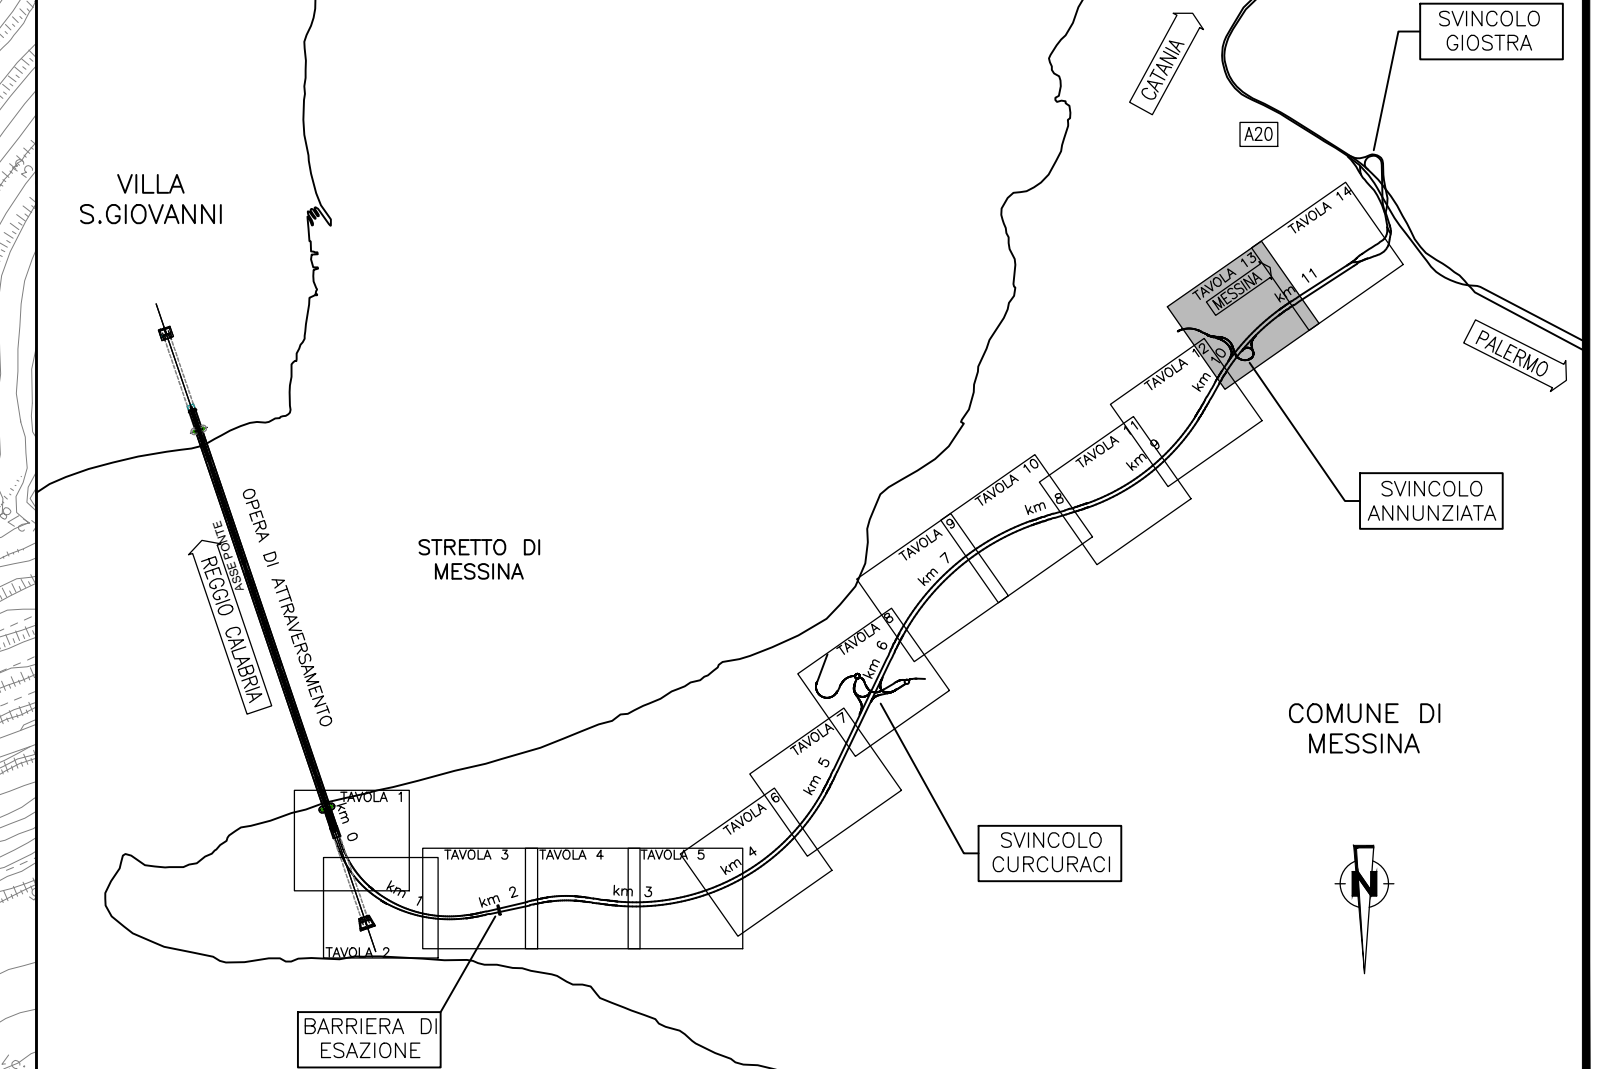 SVINCOLO
GIOSTRA
CATANIA
A20
VILLA
S.GIOVANNI
TAVOLA 14
TAVOLA 13
MESSINA
km 11
PALERMO
TAVOLA 12
km 10
TAVOLA 11
km 9
TAVOLA 10
km 8
SVINCOLO
ANNUNZIATA
OPERA DI ATTRAVERSAMENTO
ASSE PONTE
REGGIO CALABRIA
STRETTO DI
MESSINA
TAVOLA 9
km 7
TAVOLA 8
km 6
TAVOLA 7
km 5
COMUNE DI
MESSINA
TAVOLA 6
km 4
SVINCOLO
CURCURACI
TAVOLA 1
km 0
TAVOLA 3
TAVOLA 4
TAVOLA 5
km 1
km 2
km 3
N
TAVOLA 2
BARRIERA DI
ESAZIONE